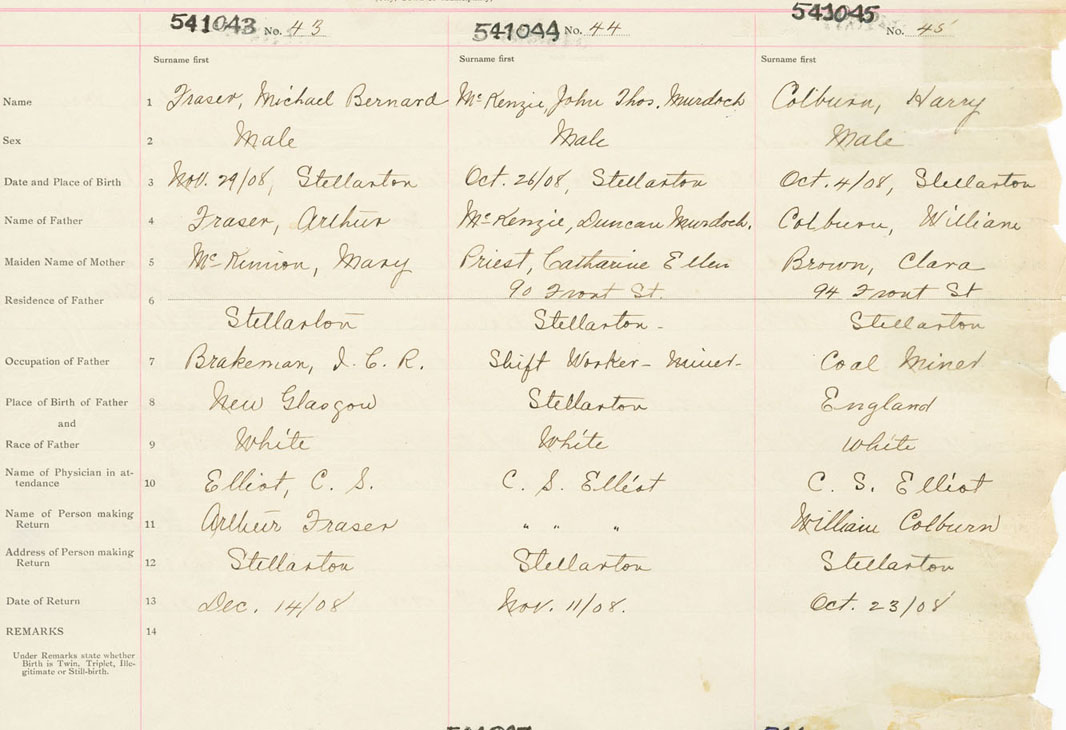 541043 No. 43 541044 No. 44 541045 No. 45
Surname first Surname first Surname first
Name 1 Fraser, Michael Bernard McKenzie, John Thos. Murdoch Colburn, Harry
Sex 2 Male Male Male
Date and Place of Birth 3 Nov. 29/08, Stellarton Oct. 26/08, Stellarton Oct. 4/08, Stellarton
Name of Father 4 Fraser, Arthur McKenzie, Duncan Murdoch. Colburn, William
Maiden Name of Mother 5 McKinnon, Mary Priest, Catharine Ellen Brown, Clara
90 Front St. 94 Front St
Residence of Father 6
Stellarton Stellarton - Stellarton
Occupation of Father 7 Brakeman, I. C. R. Shift Worker - Miner - Coal Miner
Place of Birth of Father 8 New Glasgow Stellarton England
and
Race of Father 9 White White White
Name of Physician in at-
tendance 10 Elliot, C. S. C. S. Elliot C. S. Elliot
Name of Person making
Return 11 Arthur Fraser " " " William Colburn
Address of Person making
Return 12 Stellarton Stellarton Stellarton
Date of Return 13 Dec. 14/08 Nov. 11/08. Oct. 23/08
REMARKS 14
Under Remarks state whether
Birth is Twin, Triplet, Ille-
gitimate or Still-birth.